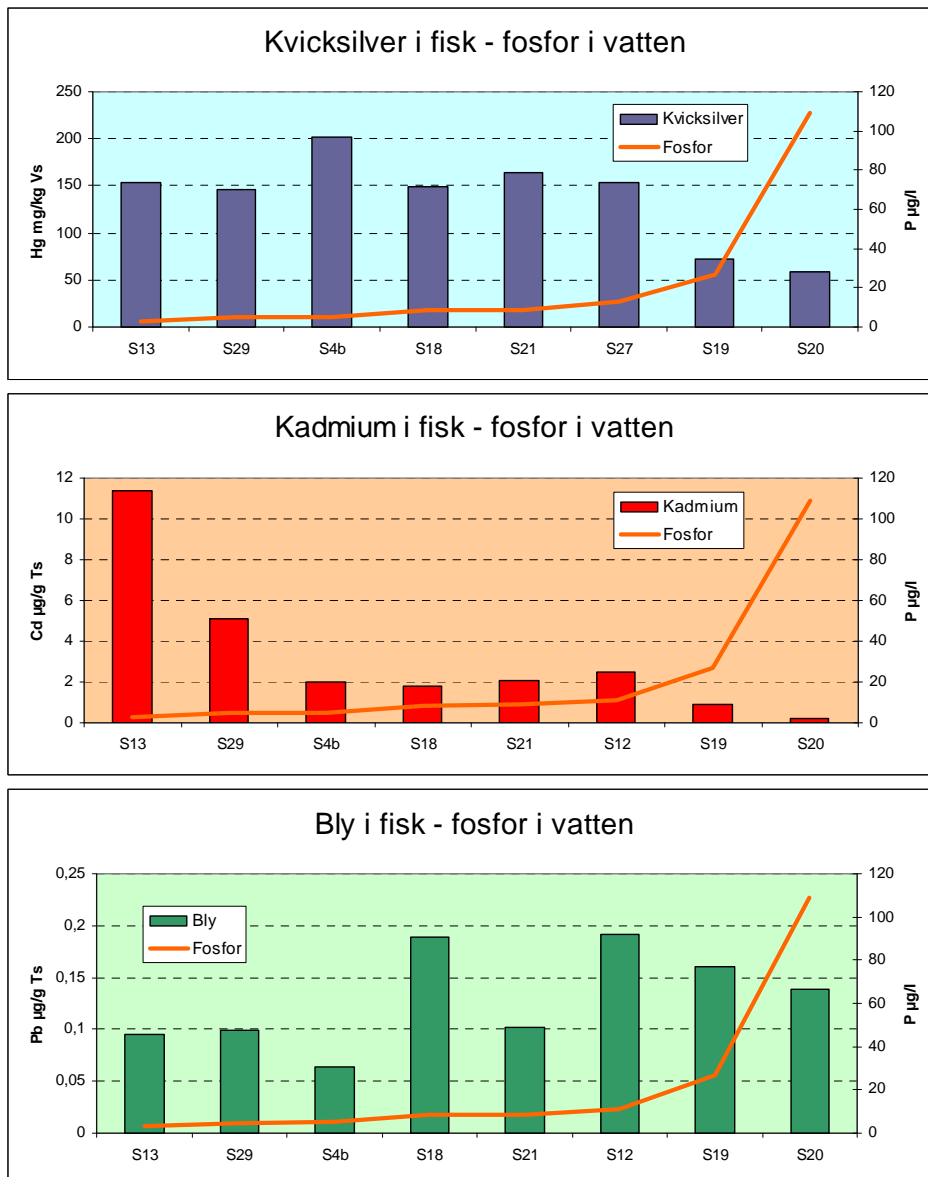 Kvicksilver i fisk - fosfor i vatten
250
200
150
100
50
0
Hg mg/kg Vs
120
100
80
60
40
20
0
P µg/l
Kvicksilver
Fosfor
S13 S29 S4b S18 S21 S27 S19 S20
Kadmium i fisk - fosfor i vatten
12
10
8
6
4
2
0
Cd µg/g Ts
120
100
80
60
40
20
0
P µg/l
Kadmium
Fosfor
S13 S29 S4b S18 S21 S12 S19 S20
Bly i fisk - fosfor i vatten
0,25
0,2
0,15
0,1
0,05
0
Pb µg/g Ts
120
100
80
60
40
20
0
P µg/l
Bly
Fosfor
S13 S29 S4b S18 S21 S12 S19 S20